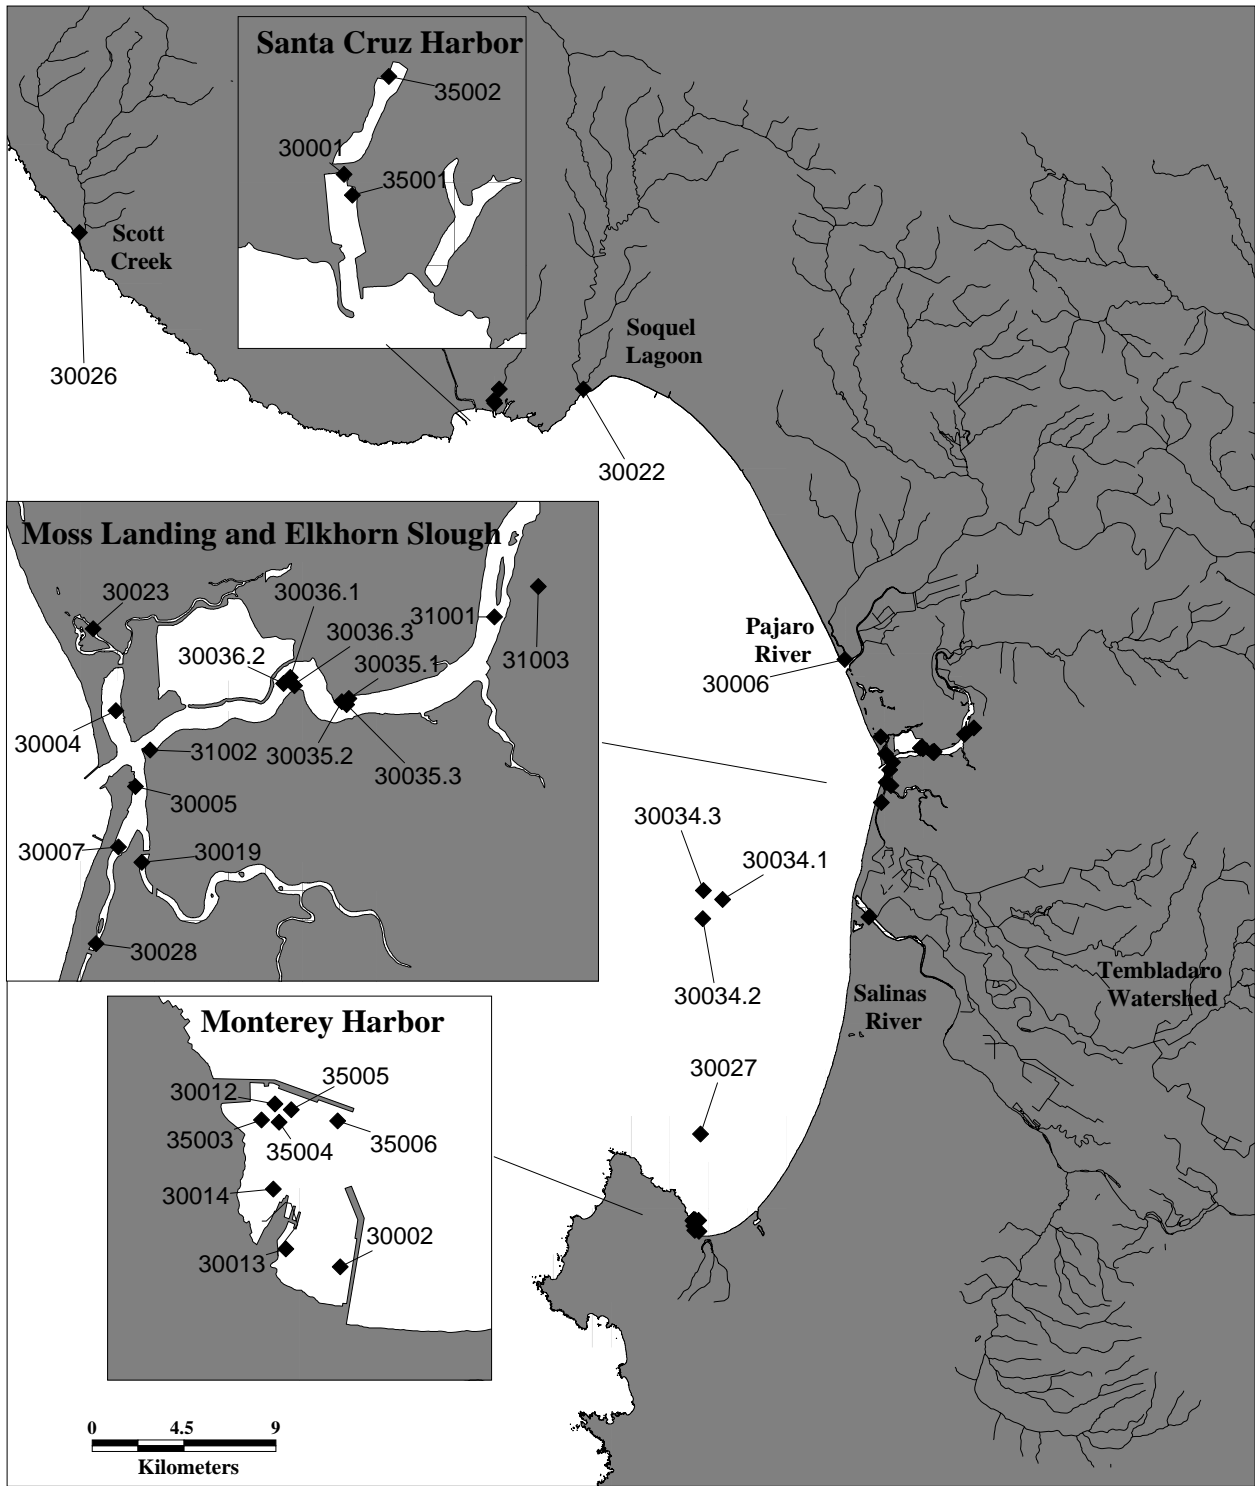 Santa Cruz Harbor
35002
30001
35001
Scott
Creek
30026
Soquel
Lagoon
30022
Moss Landing and Elkhorn Slough
30023
30036.1
31001
30036.3
30036.2
30035.1
31003
30004
31002
30035.2
30035.3
30005
30007
30019
30028
Pajaro
River
30006
30034.3
30034.1
30034.2
Salinas
River
Tembladaro
Watershed
30027
Monterey Harbor
35005
30012
35003
35004
35006
30014
30002
30013
0 4.5 9
Kilometers